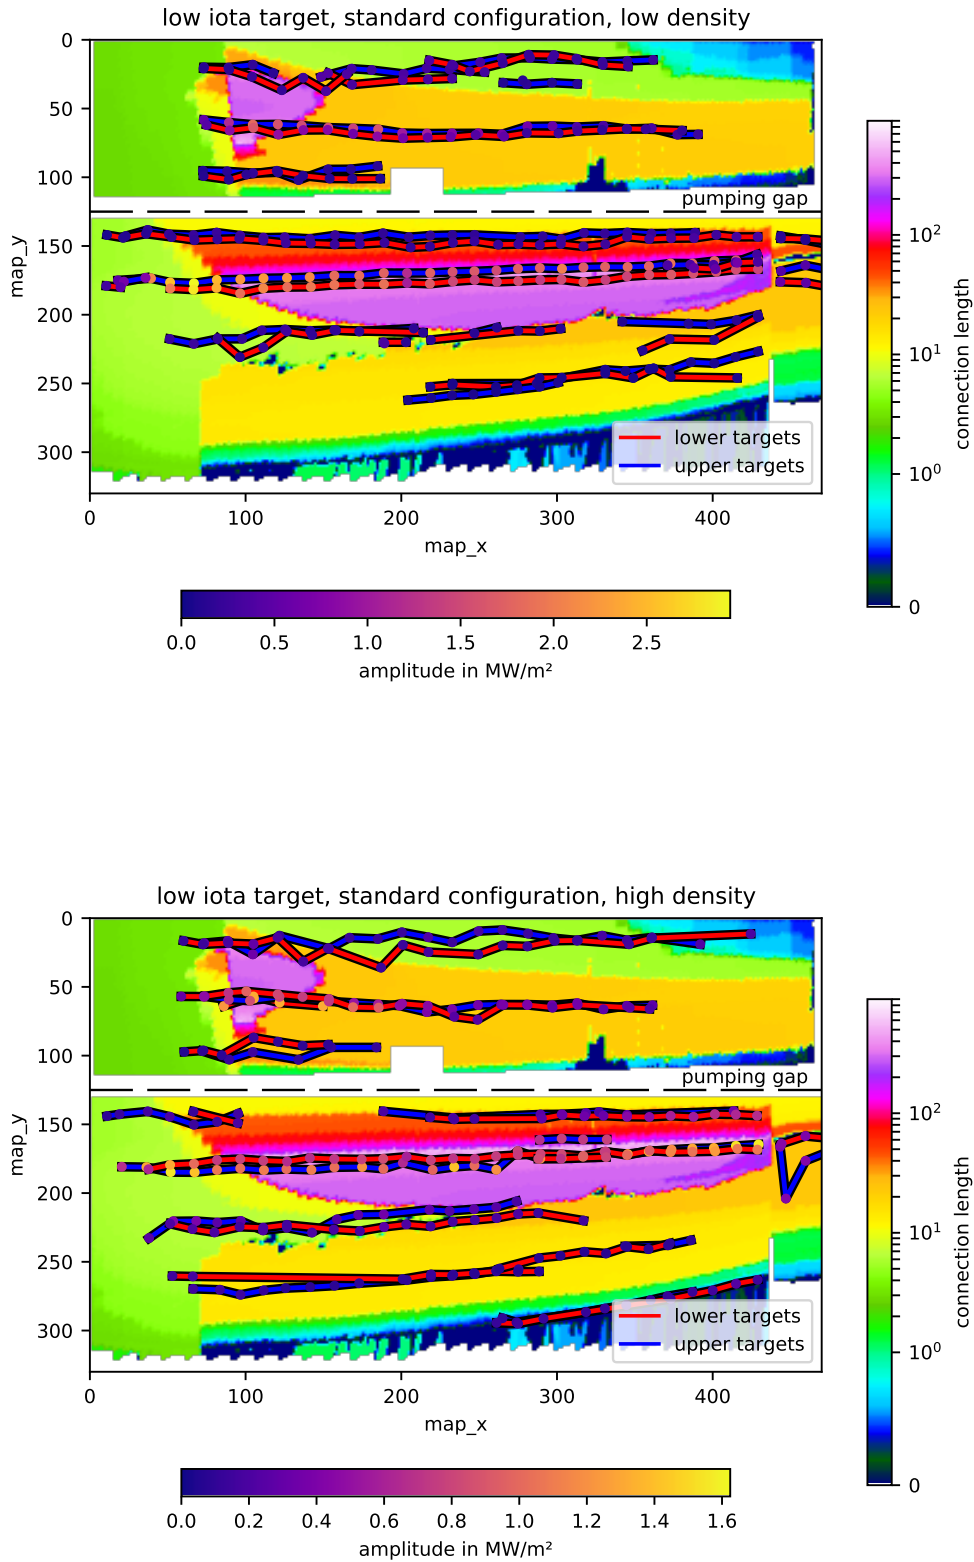 low iota target, standard configuration, low density
0
50
100
150
200
250
300
map_y
pumping gap
lower targets
upper targets
0 100 200 300 400
map_x
10²
10¹
10⁰
0
connection length
0.0 0.5 1.0 1.5 2.0 2.5
amplitude in MW/m²
low iota target, standard configuration, high density
0
50
100
150
200
250
300
map_y
pumping gap
lower targets
upper targets
0 100 200 300 400
map_x
10²
10¹
10⁰
0
connection length
0.0 0.2 0.4 0.6 0.8 1.0 1.2 1.4 1.6
amplitude in MW/m²